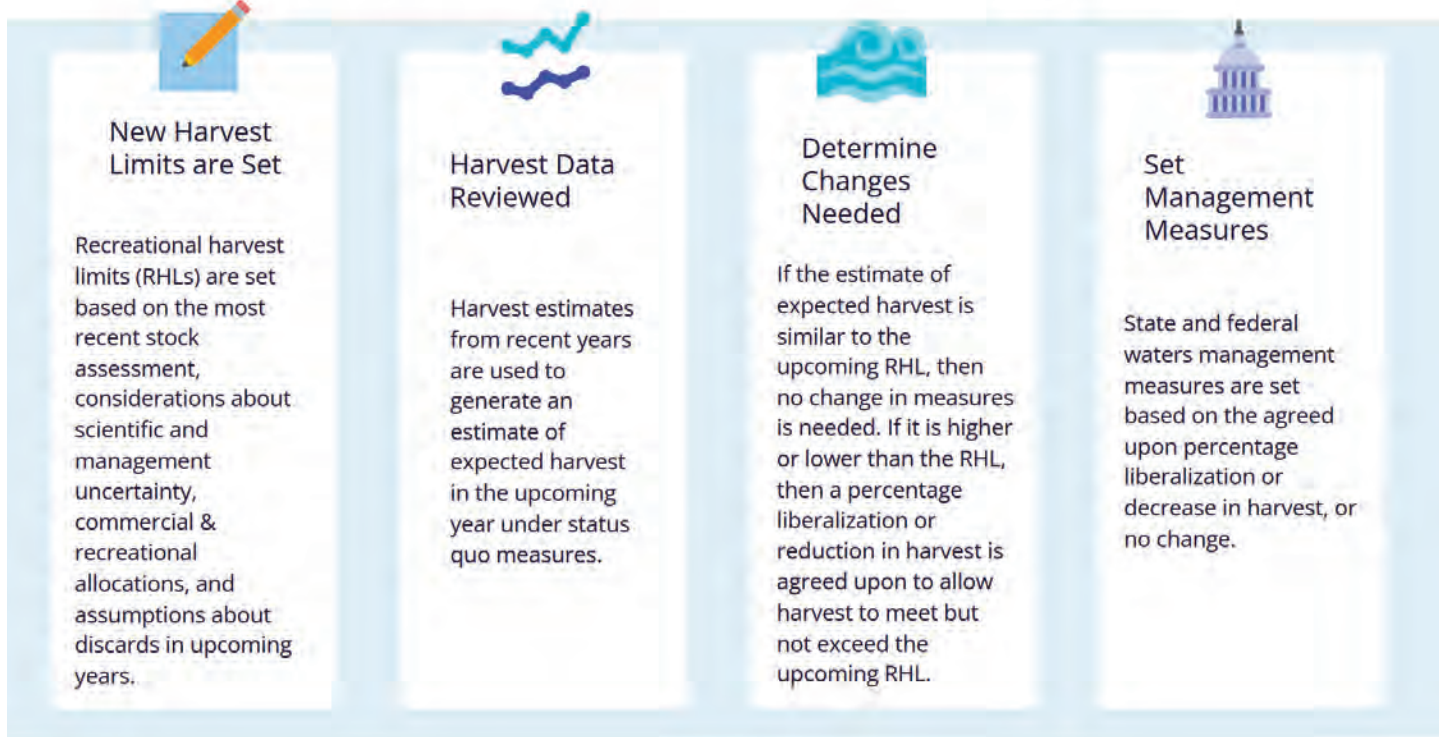 New Harvest
Limits are Set
Recreational harvest
limits (RHLs) are set
based on the most
recent stock
assessment,
considerations about
scientific and
management
uncertainty,
commercial &
recreational
allocations, and
assumptions about
discards in upcoming
years.
Harvest Data
Reviewed
Harvest estimates
from recent years
are used to
generate an
estimate of
expected harvest
in the upcoming
year under status
quo measures.
Determine
Changes
Needed
If the estimate of
expected harvest is
similar to the
upcoming RHL, then
no change in measures
is needed. If it is higher
or lower than the RHL,
then a percentage
liberalization or
reduction in harvest is
agreed upon to allow
harvest to meet but
not exceed the
upcoming RHL.
Set
Management
Measures
State and federal
waters management
measures are set
based on the agreed
upon percentage
liberalization or
decrease in harvest, or
no change.